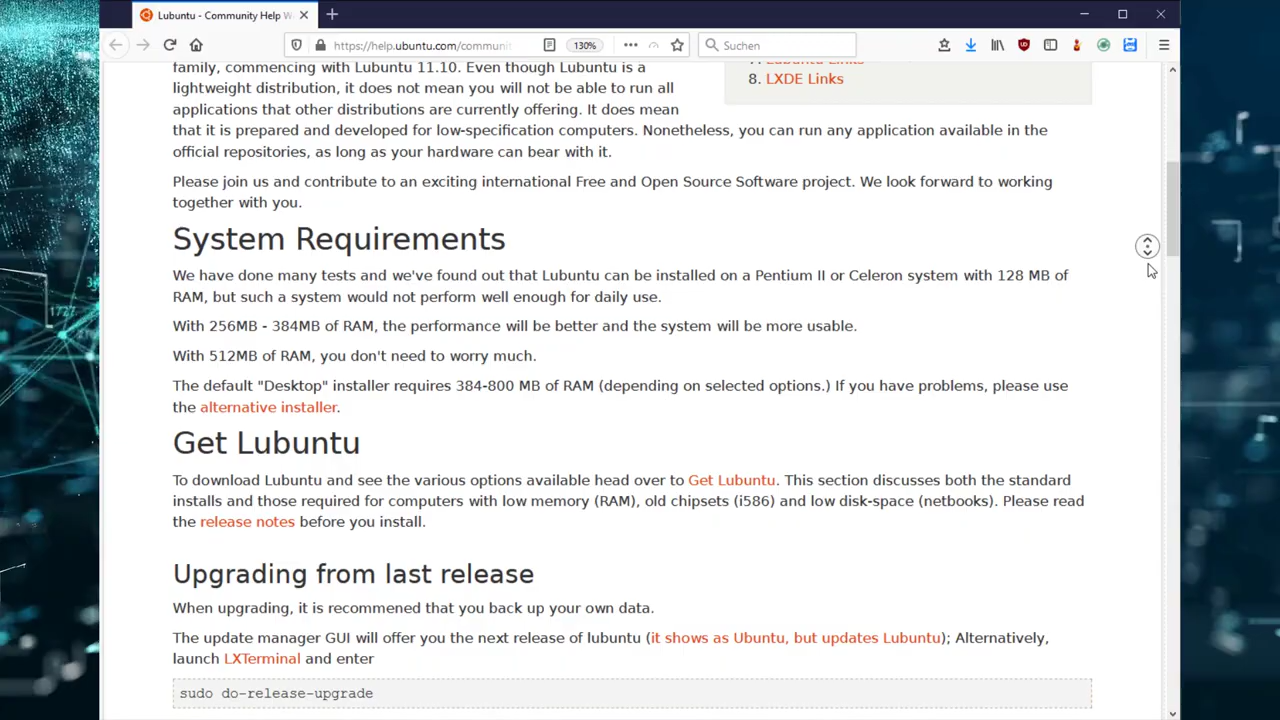 Lubuntu - Community Help W
https://help.ubuntu.com/communi
130%
Suchen
family, commencing with Lubuntu 11.10. Even though Lubuntu is a
lightweight distribution, it does not mean you will not be able to run all
applications that other distributions are currently offering. It does mean
that it is prepared and developed for low-specification computers. Nonetheless, you can run any application available in the
official repositories, as long as your hardware can bear with it.
7. Lubuntu Links
8. LXDE Links
Please join us and contribute to an exciting international Free and Open Source Software project. We look forward to working
together with you.
System Requirements
We have done many tests and we've found out that Lubuntu can be installed on a Pentium II or Celeron system with 128 MB of
RAM, but such a system would not perform well enough for daily use.
With 256MB - 384MB of RAM, the performance will be better and the system will be more usable.
With 512MB of RAM, you don't need to worry much.
The default "Desktop" installer requires 384-800 MB of RAM (depending on selected options.) If you have problems, please use
the alternative installer.
Get Lubuntu
To download Lubuntu and see the various options available head over to Get Lubuntu. This section discusses both the standard
installs and those required for computers with low memory (RAM), old chipsets (i586) and low disk-space (netbooks). Please read
the release notes before you install.
Upgrading from last release
When upgrading, it is recommened that you back up your own data.
The update manager GUI will offer you the next release of lubuntu (it shows as Ubuntu, but updates Lubuntu); Alternatively,
launch LXTerminal and enter
sudo do-release-upgrade